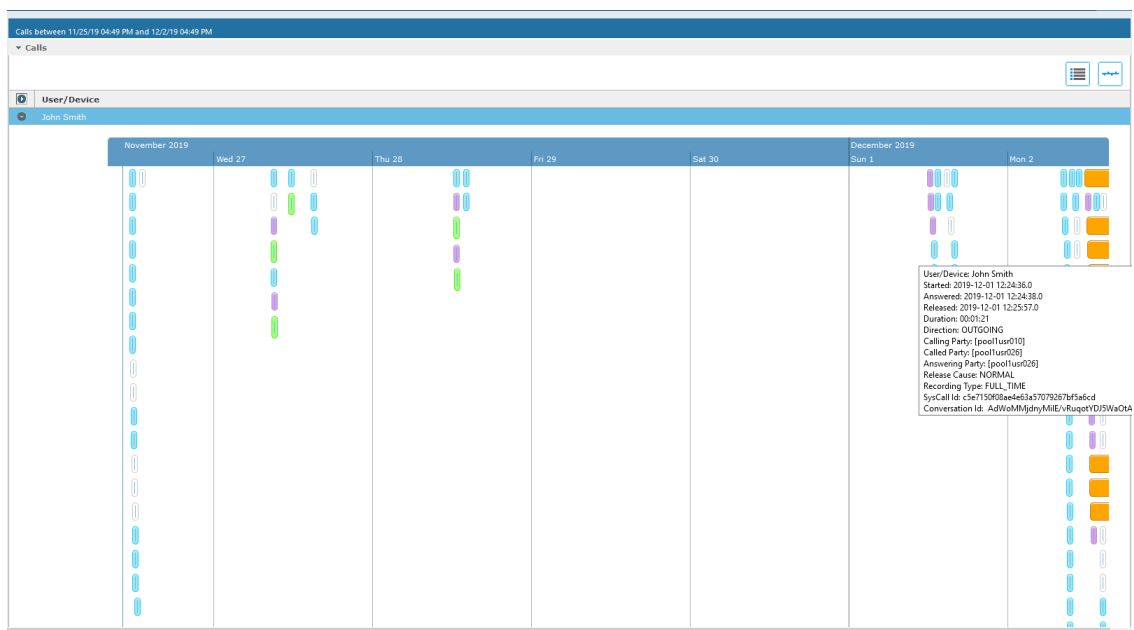 Calls between 11/25/19 04:49 PM and 12/2/19 04:49 PM
Calls
User/Device
John Smith
November 2019
December 2019
Wed 27
Thu 28
Fri 29
Sat 30
Sun 1
Mon 2
User/Device: John Smith
Started: 2019-12-01 12:24:36.0
Answered: 2019-12-01 12:24:38.0
Released: 2019-12-01 12:25:57.0
Duration: 00:01:21
Direction: OUTGOING
Calling Party: [pool1usr010]
Called Party: [pool1usr026]
Answering Party: [pool1usr026]
Release Cause: NORMAL
Recording Type: FULL_TIME
SysCall Id: c5e7150f08ae4e63a57079267bf5a6cd
Conversation Id: AdWoMMjdnyMilE/vRuqotYDJ5WaOtA